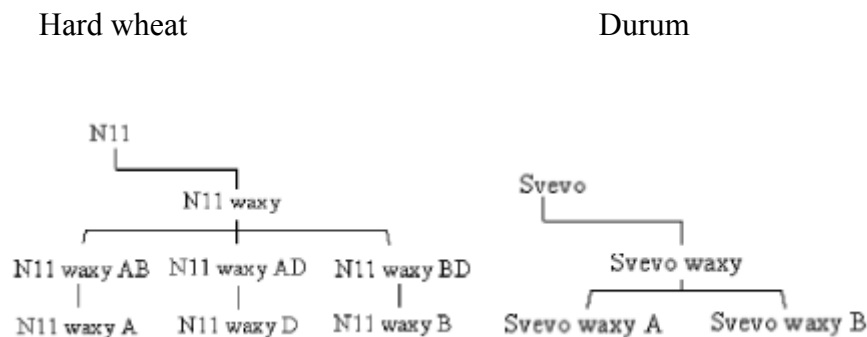 Hard wheat Durum
N11
Svevo
N11 waxy
Svevo waxy
N11 waxy AB N11 waxy AD N11 waxy BD
N11 waxy A N11 waxy D N11 waxy B
Svevo waxy A Svevo waxy B